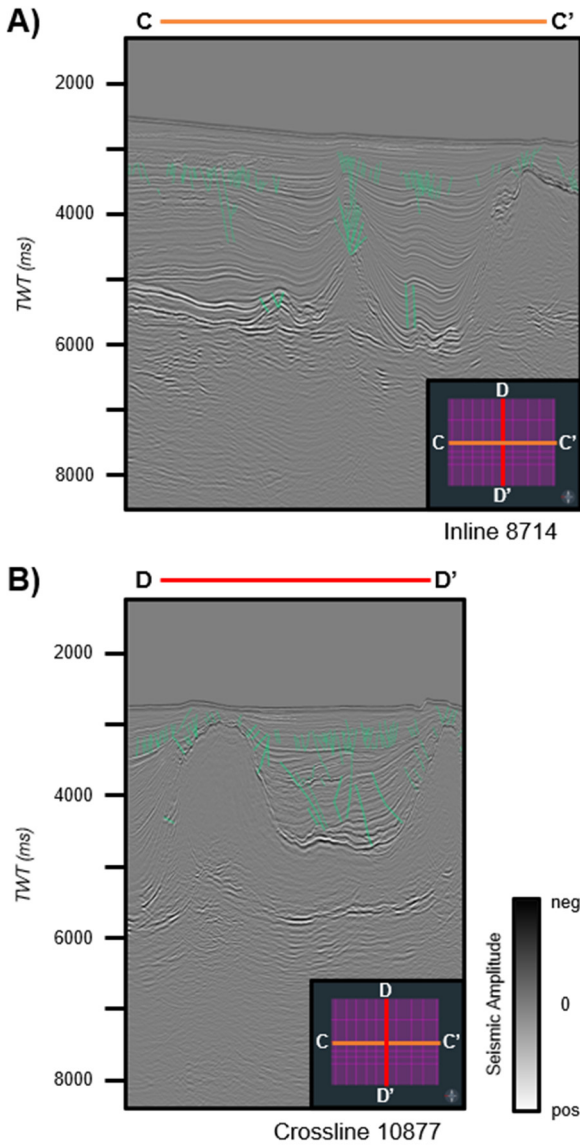 A)
C C'
2000
4000
TWT (ms)
6000
8000
D
C C'
D'
Inline 8714
B)
D D'
2000
4000
TWT (ms)
6000
8000
D
C C'
D'
Crossline 10877
Seismic Amplitude
neg
0
pos